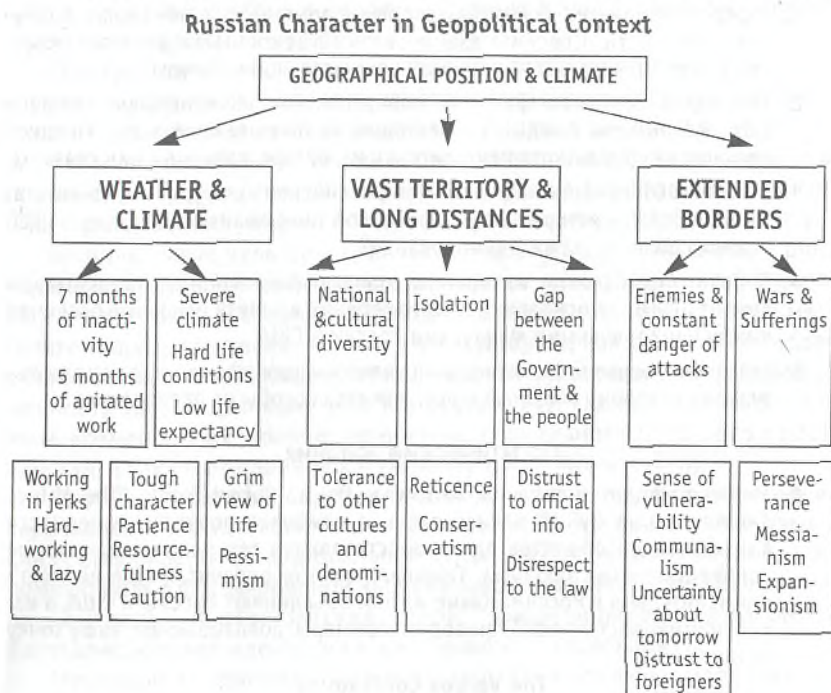 Russian Character in Geopolitical Context
GEOGRAPHICAL POSITION & CLIMATE
WEATHER &
CLIMATE
VAST TERRITORY &
LONG DISTANCES
EXTENDED
BORDERS
7 months
of inacti-
vity
5 months
of agitated
work
Severe
climate
Hard life
conditions
Low life
expectancy
National
& cultural
diversity
Isolation
Gap
between
the
Govern-
ment &
the people
Enemies &
constant
danger of
attacks
Wars &
Sufferings
Working
in jerks
Hard-
working
& lazy
Tough
character
Patience
Resource-
fulness
Caution
Grim
view of
life
Pessi-
mism
Tolerance
to other
cultures
and
denomi-
nations
Reticence
Conser-
vatism
Distrust
to official
info
Disrespect
to the law
Sense of
vulnera-
bility
Communa-
lism
Uncertainty
about
tomorrow
Distrust to
foreigners
Perseve-
rance
Messia-
nism
Expan-
sionism